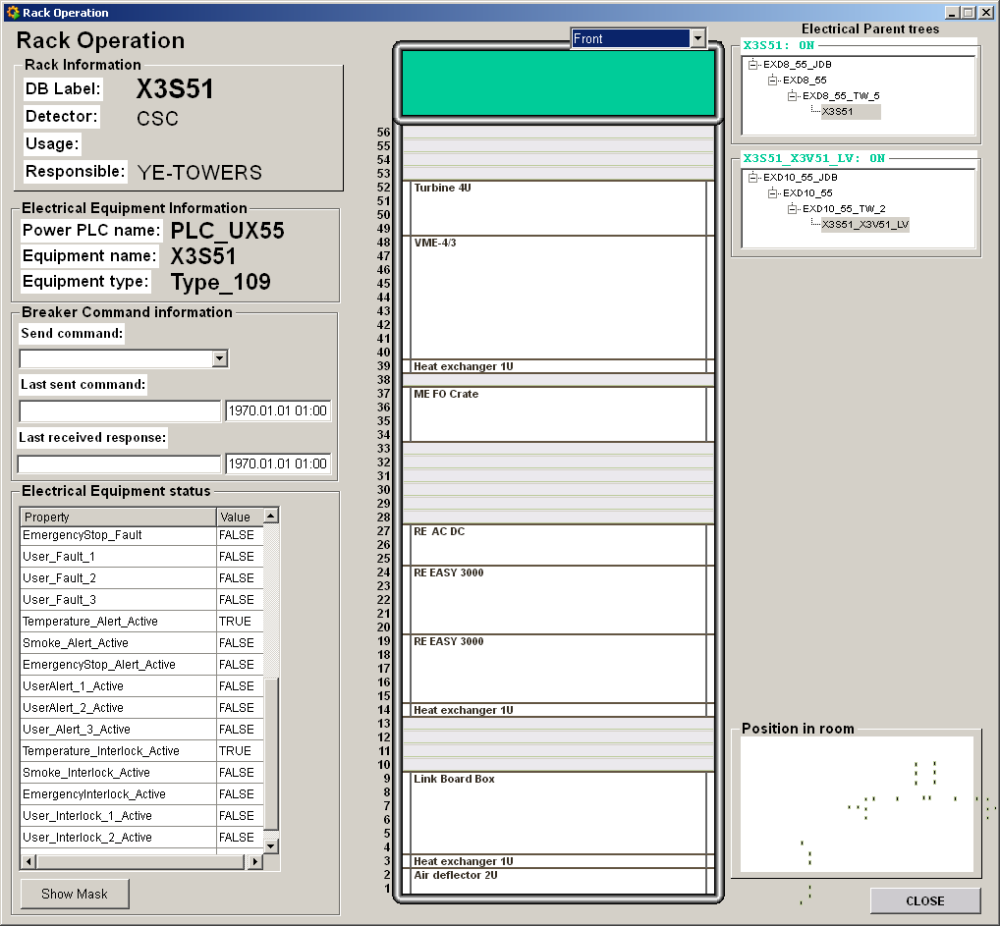 Rack Operation
Rack Operation
Rack Information
DB Label: X3S51
Detector: CSC
Usage:
Responsible: YE-TOWERS
Electrical Equipment Information
Power PLC name: PLC_UX55
Equipment name: X3S51
Equipment type: Type_109
Breaker Command information
Send command:
Last sent command:
1970.01.01 01:00
Last received response:
1970.01.01 01:00
Electrical Equipment status
Property Value
EmergencyStop_Fault FALSE
User_Fault_1 FALSE
User_Fault_2 FALSE
User_Fault_3 FALSE
Temperature_Alert_Active TRUE
Smoke_Alert_Active FALSE
EmergencyStop_Alert_Active FALSE
UserAlert_1_Active FALSE
UserAlert_2_Active FALSE
User_Alert_3_Active FALSE
Temperature_Interlock_Active TRUE
Smoke_Interlock_Active FALSE
EmergencyInterlock_Active FALSE
User_Interlock_1_Active FALSE
User_Interlock_2_Active FALSE
Show Mask
Front
56
55
54
53
52 Turbine 4U
51
50
49
48 VME-4/3
47
46
45
44
43
42
41
40
39 Heat exchanger 1U
38
37 ME FO Crate
36
35
34
33
32
31
30
29
28
27 RE AC DC
26
25
24 RE EASY 3000
23
22
21
20
19 RE EASY 3000
18
17
16
15
14 Heat exchanger 1U
13
12
11
10
9 Link Board Box
8
7
6
5
4
3 Heat exchanger 1U
2 Air deflector 2U
1
Electrical Parent trees
X3S51: ON
EXD8_55_JDB
EXD8_55
EXD8_55_TW_5
X3S51
X3S51_X3V51_LV: ON
EXD10_55_JDB
EXD10_55
EXD10_55_TW_2
X3S51_X3V51_LV
Position in room
CLOSE